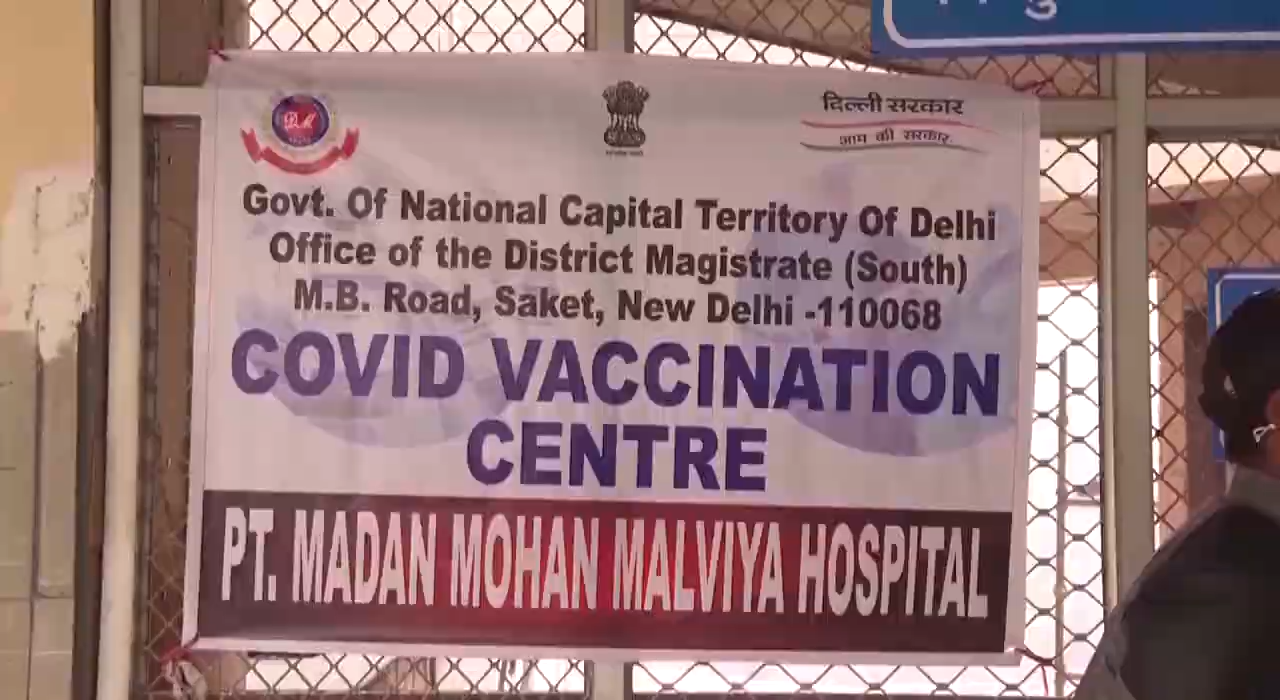 दिल्ली सरकार
आप की सरकार
Govt. Of National Capital Territory Of Delhi
Office of the District Magistrate (South)
M.B. Road, Saket, New Delhi -110068
COVID VACCINATION
CENTRE
PT. MADAN MOHAN MALVIYA HOSPITAL